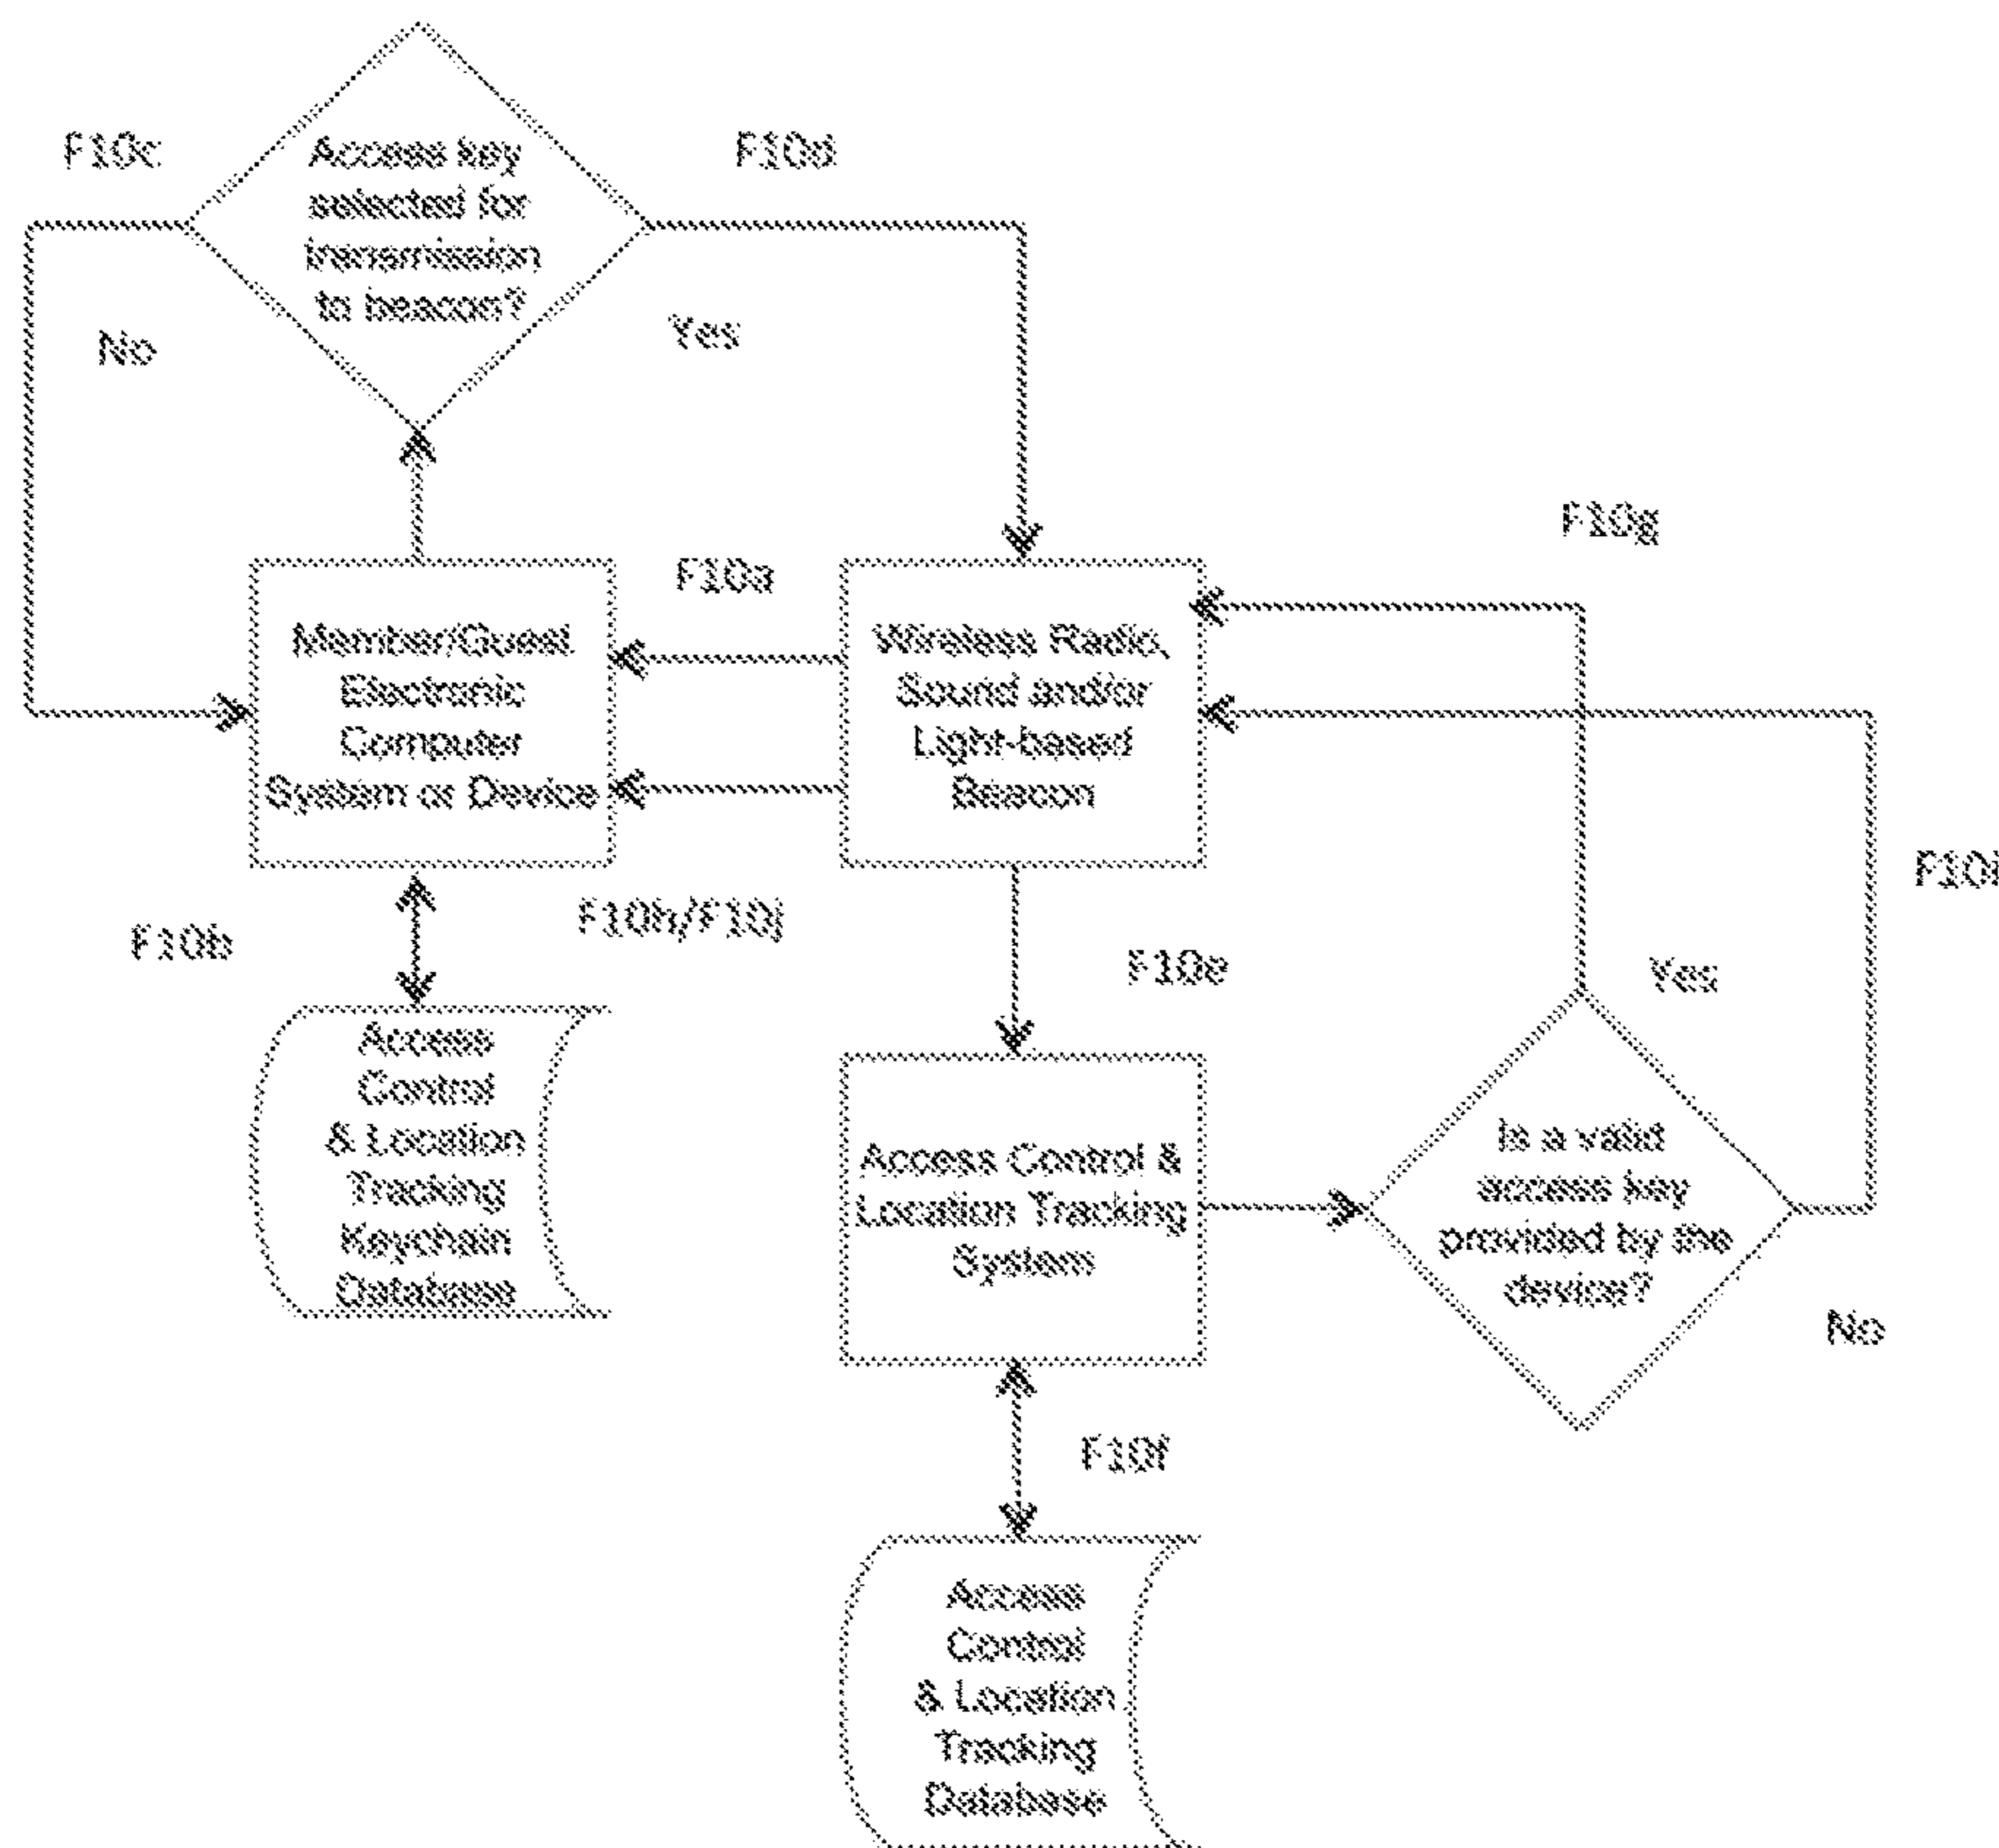 F10c
Access key
selected for
transmission
to beacon?
F10d
No
Yes
F10g
F10a
Member/Guest
Electronic
Computer
System or Device
Wireless Radio,
Sound and/or
Light-based
Beacon
F10i
F10b
F10h/F10j
F10e
Yes
Access
Control
& Location
Tracking
Keychain
Database
Access Control &
Location Tracking
System
Is a valid
access key
provided by the
device?
No
F10f
Access
Control
& Location
Tracking
Database